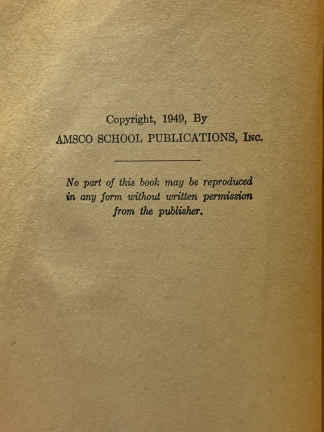 Copyright, 1949, By
AMSCO SCHOOL PUBLICATIONS, Inc.
No part of this book may be reproduced
in any form without written permission
from the publisher.